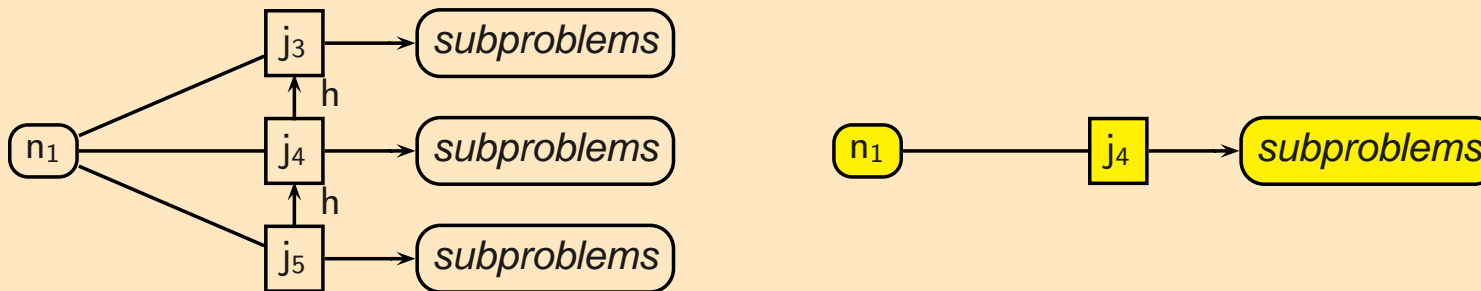 j₃ subproblems
h
n₁ j₄ subproblems n₁ j₄ subproblems
h
j₅ subproblems